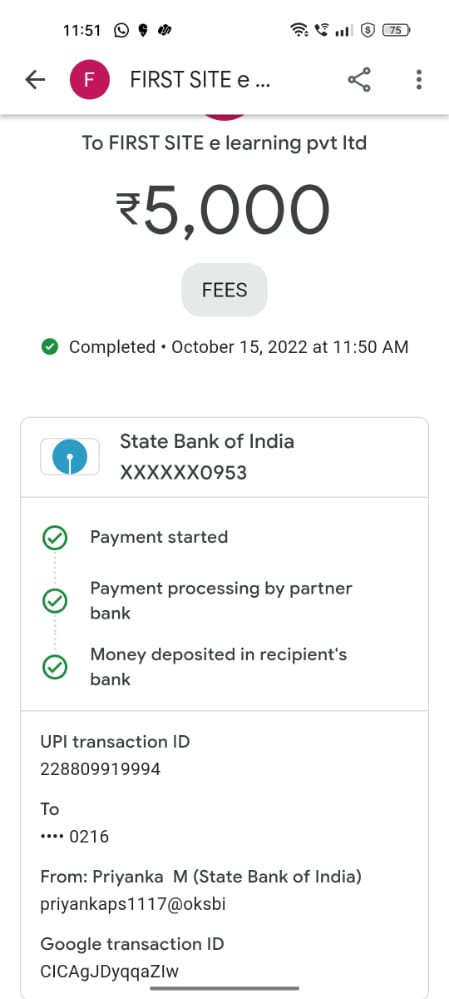 11:51
75
F
FIRST SITE e ...
To FIRST SITE e learning pvt ltd
₹5,000
FEES
Completed • October 15, 2022 at 11:50 AM
State Bank of India
XXXXXX0953
Payment started
Payment processing by partner
bank
Money deposited in recipient's
bank
UPI transaction ID
228809919994
To
•••• 0216
From: Priyanka M (State Bank of India)
priyankaps1117@oksbi
Google transaction ID
CICAgJDyqqaZIw